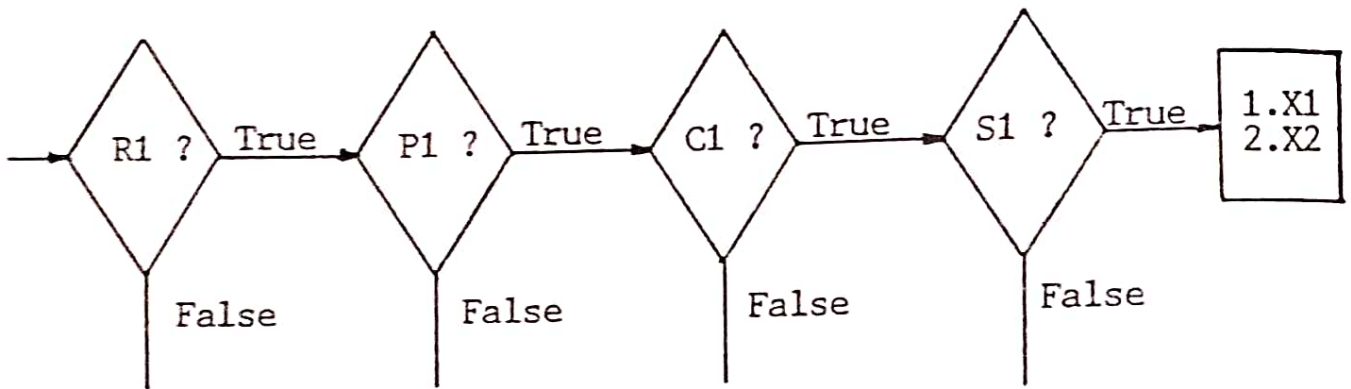 R1 ?
True
P1 ?
True
C1 ?
True
S1 ?
True
1.X1
2.X2
False
False
False
False